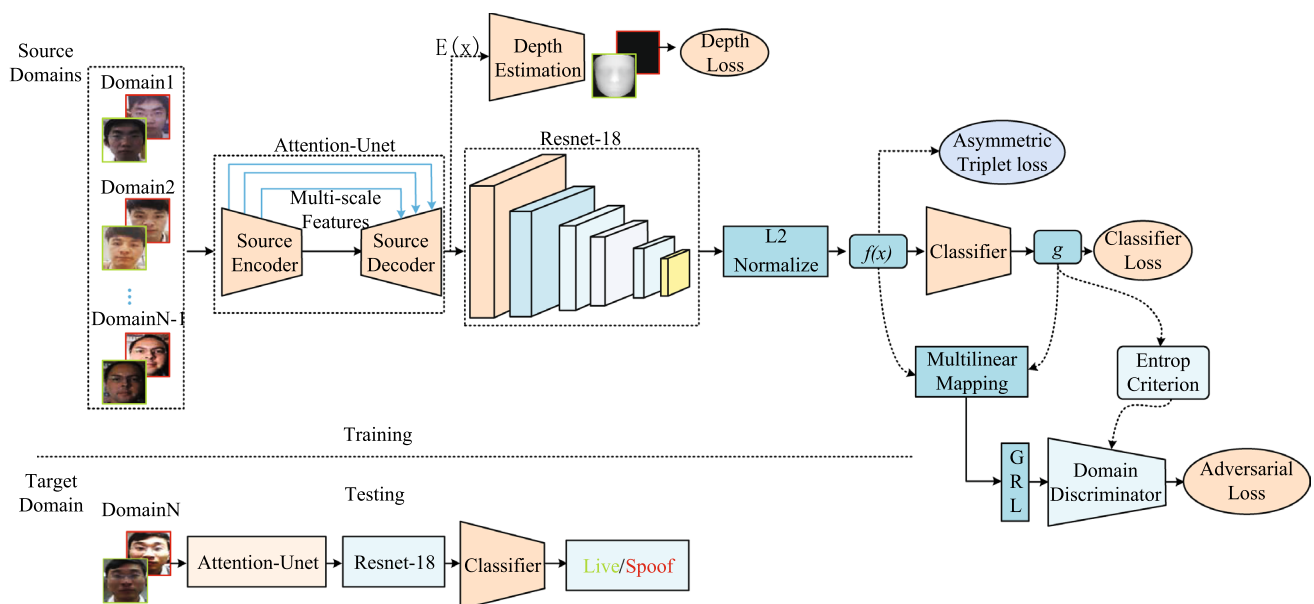 Source
Domains
Domain1
Domain2
DomainN-1
Attention-Unet
Multi-scale
Features
Source
Encoder
Source
Decoder
E(x)
Depth
Estimation
Depth
Loss
Resnet-18
L2
Normalize
f(x)
Asymmetric
Triplet loss
Classifier
g
Classifier
Loss
Multilinear
Mapping
Entrop
Criterion
G
R
L
Domain
Discriminator
Adversarial
Loss
Training
Target
Domain
Testing
DomainN
Attention-Unet
Resnet-18
Classifier
Live/Spoof